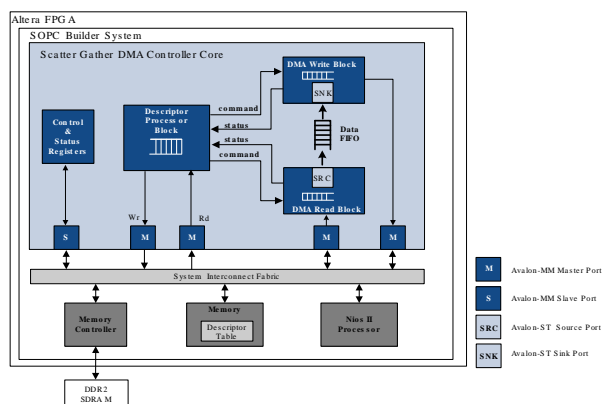 Altera FPGA
SOPC Builder System
Scatter Gather DMA Controller Core
DMA Write Block
SNK
command
status
Descriptor
Processor
Block
Control
&
Status
Registers
Data
FIFO
status
command
SRC
DMA Read Block
Wr
Rd
S
M
M
M
M
System Interconnect Fabric
Memory
Controller
Memory
Descriptor
Table
Nios II
Processor
DDR2
SDRAM
M
Avalon-MM Master Port
S
Avalon-MM Slave Port
SRC
Avalon-ST Source Port
SNK
Avalon-ST Sink Port